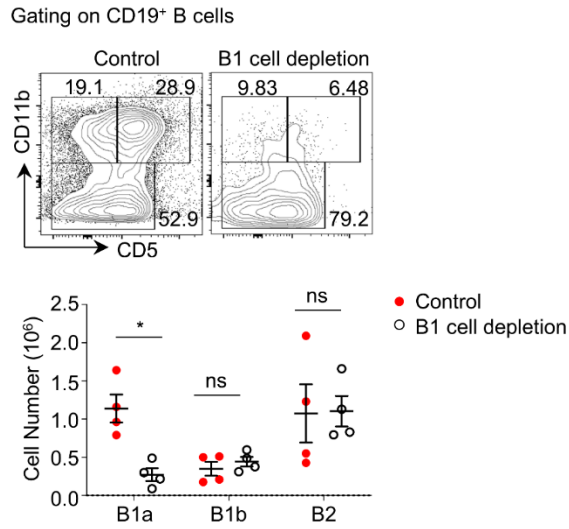 Gating on CD19⁺ B cells
Control B1 cell depletion
19.1 28.9 9.83 6.48
CD11b
52.9 79.2
CD5
Cell Number (10⁶)
2.5
2.0
1.5
1.0
0.5
0.0
* ns ns
B1a B1b B2
Control
B1 cell depletion